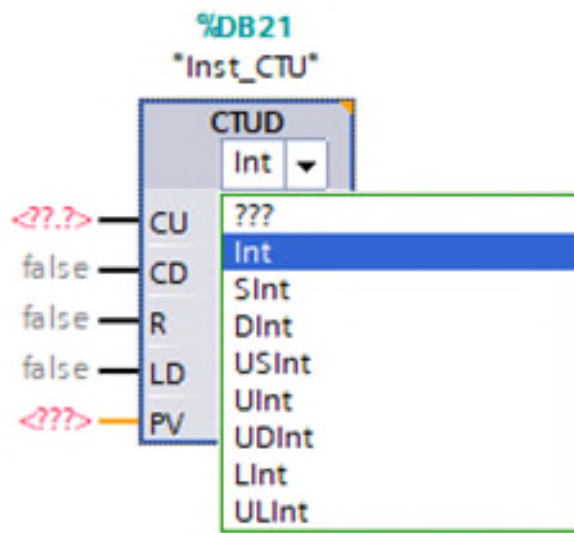 %DB21
"Inst_CTU"
CTUD
Int
<??.?> CU
false CD
false R
false LD
<???> PV
???
Int
SInt
DInt
USInt
UInt
UDInt
LInt
ULInt